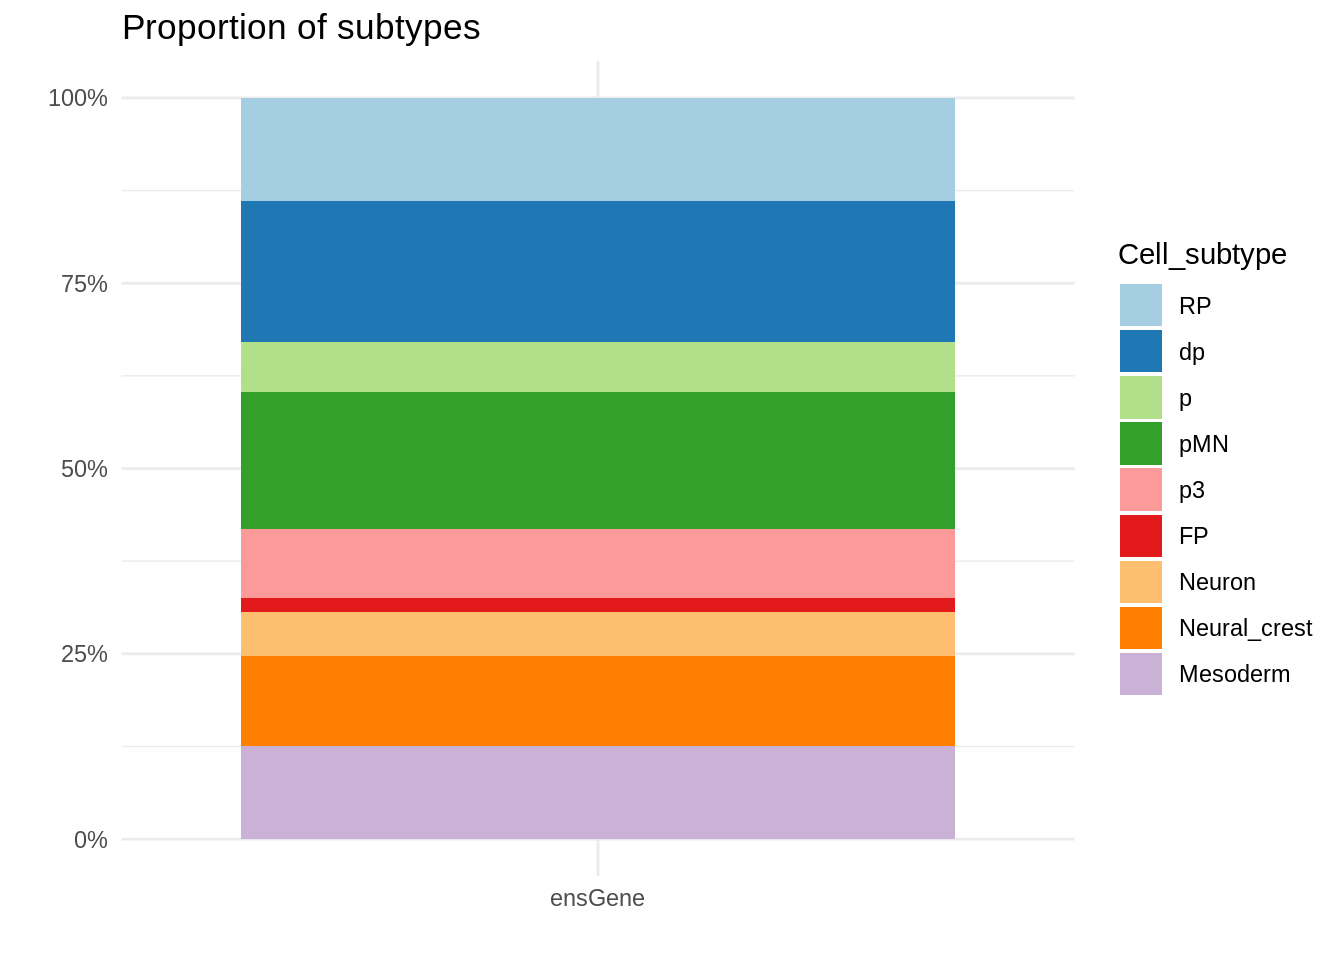 Proportion of subtypes
100%
75%
50%
25%
0%
ensGene
Cell_subtype
RP
dp
p
pMN
p3
FP
Neuron
Neural_crest
Mesoderm